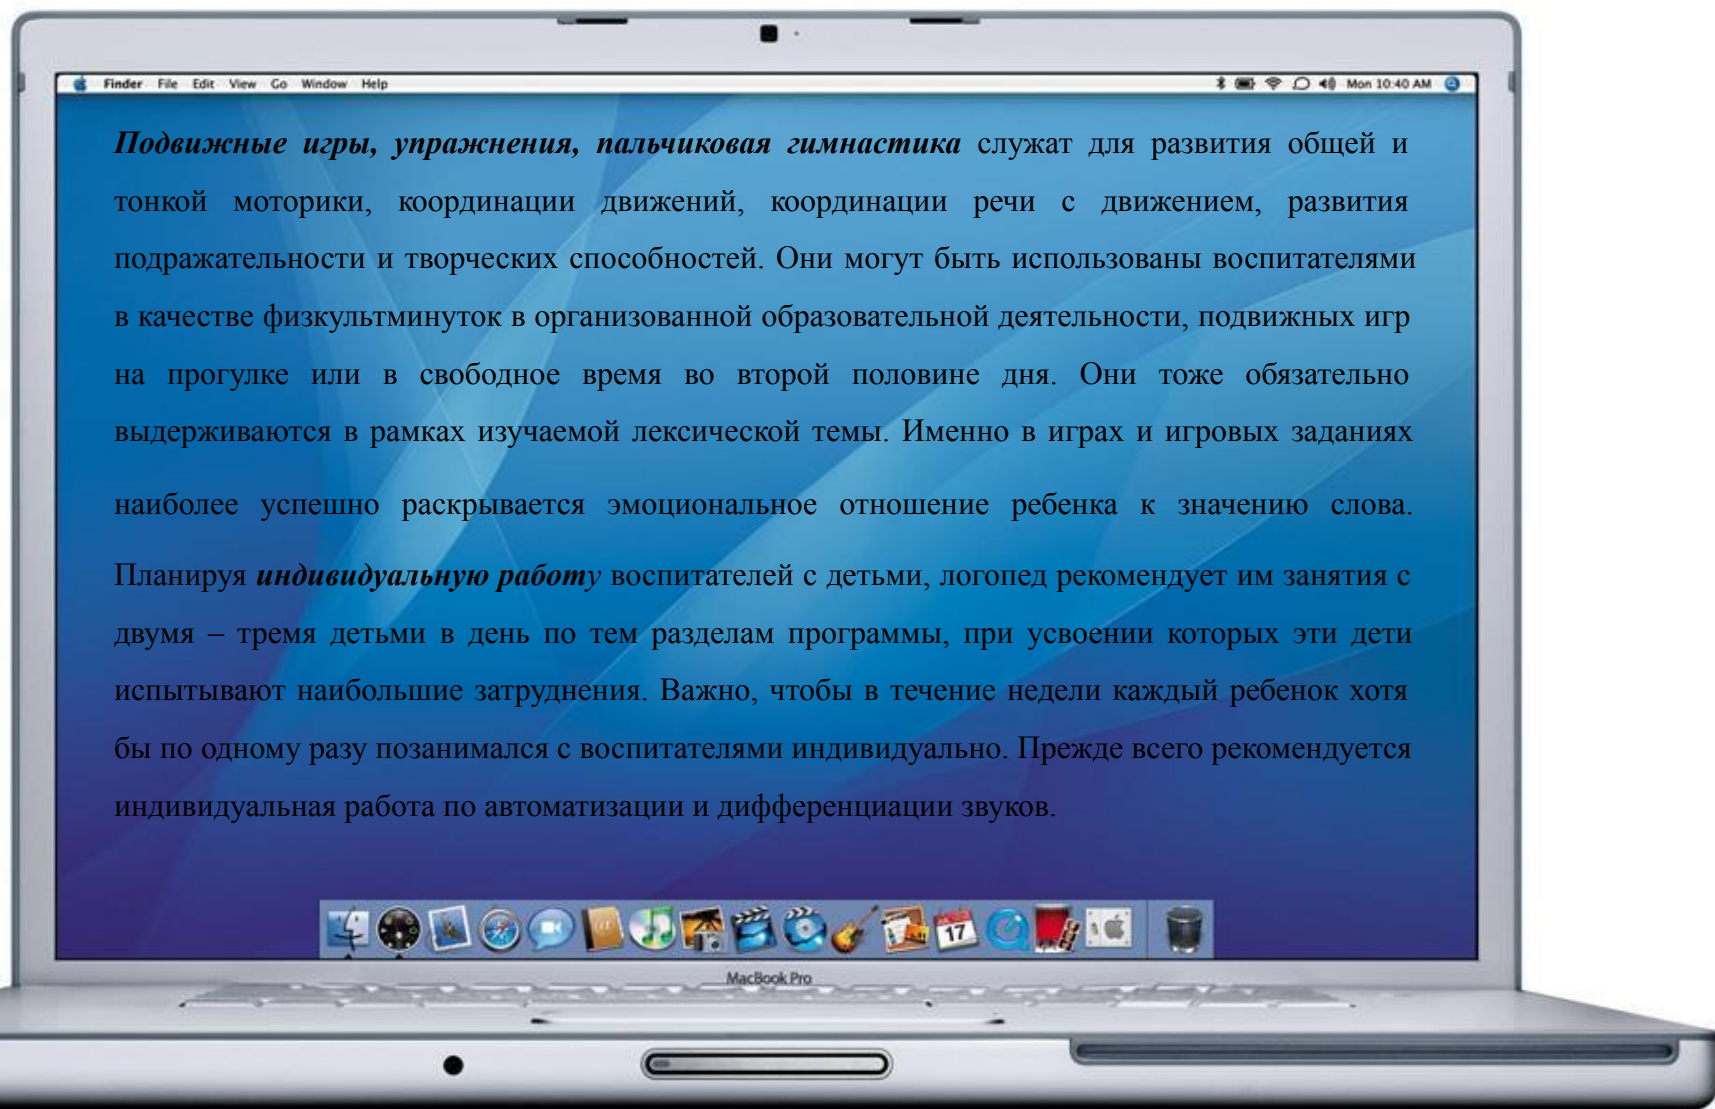 Finder File Edit View Go Window Help Mon 10:40 AM
Подвижные игры, упражнения, пальчиковая гимнастика служат для развития общей и
тонкой моторики, координации движений, координации речи с движением, развития
подражательности и творческих способностей. Они могут быть использованы воспитателями
в качестве физкультминуток в организованной образовательной деятельности, подвижных игр
на прогулке или в свободное время во второй половине дня. Они тоже обязательно
выдерживаются в рамках изучаемой лексической темы. Именно в играх и игровых заданиях
наиболее успешно раскрывается эмоциональное отношение ребенка к значению слова.
Планируя индивидуальную работу воспитателей с детьми, логопед рекомендует им занятия с
двумя – тремя детьми в день по тем разделам программы, при усвоении которых эти дети
испытывают наибольшие затруднения. Важно, чтобы в течение недели каждый ребенок хотя
бы по одному разу позанимался с воспитателями индивидуально. Прежде всего рекомендуется
индивидуальная работа по автоматизации и дифференциации звуков.
17
MacBook Pro